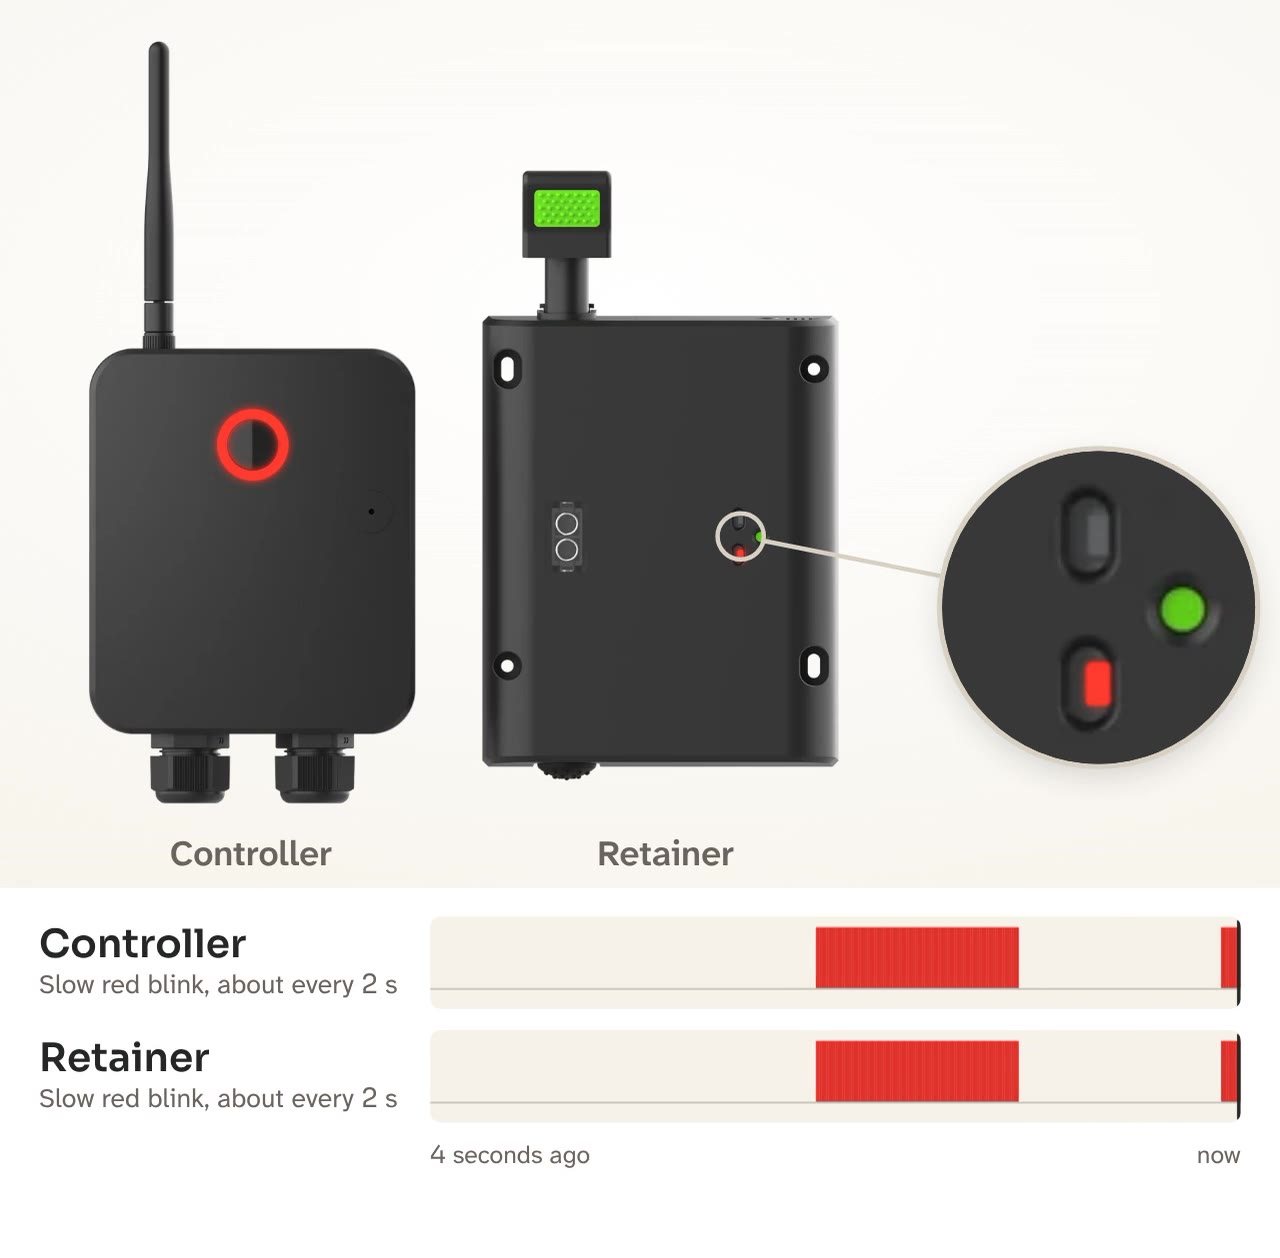 Controller
Retainer
Controller
Slow red blink, about every 2 s
Retainer
Slow red blink, about every 2 s
4 seconds ago
now